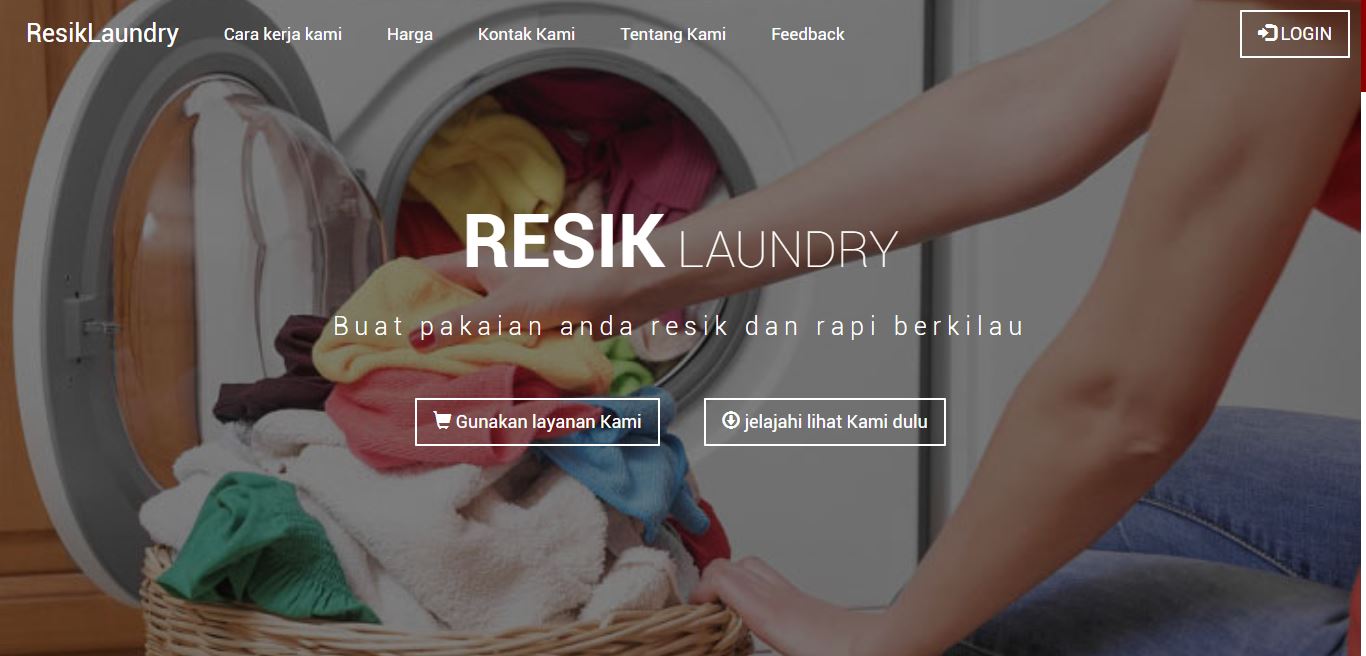 ResikLaundry Cara kerja kami Harga Kontak Kami Tentang Kami Feedback LOGIN
RESIK LAUNDRY
Buat pakaian anda resik dan rapi berkilau
Gunakan layanan Kami jelajahi lihat Kami dulu